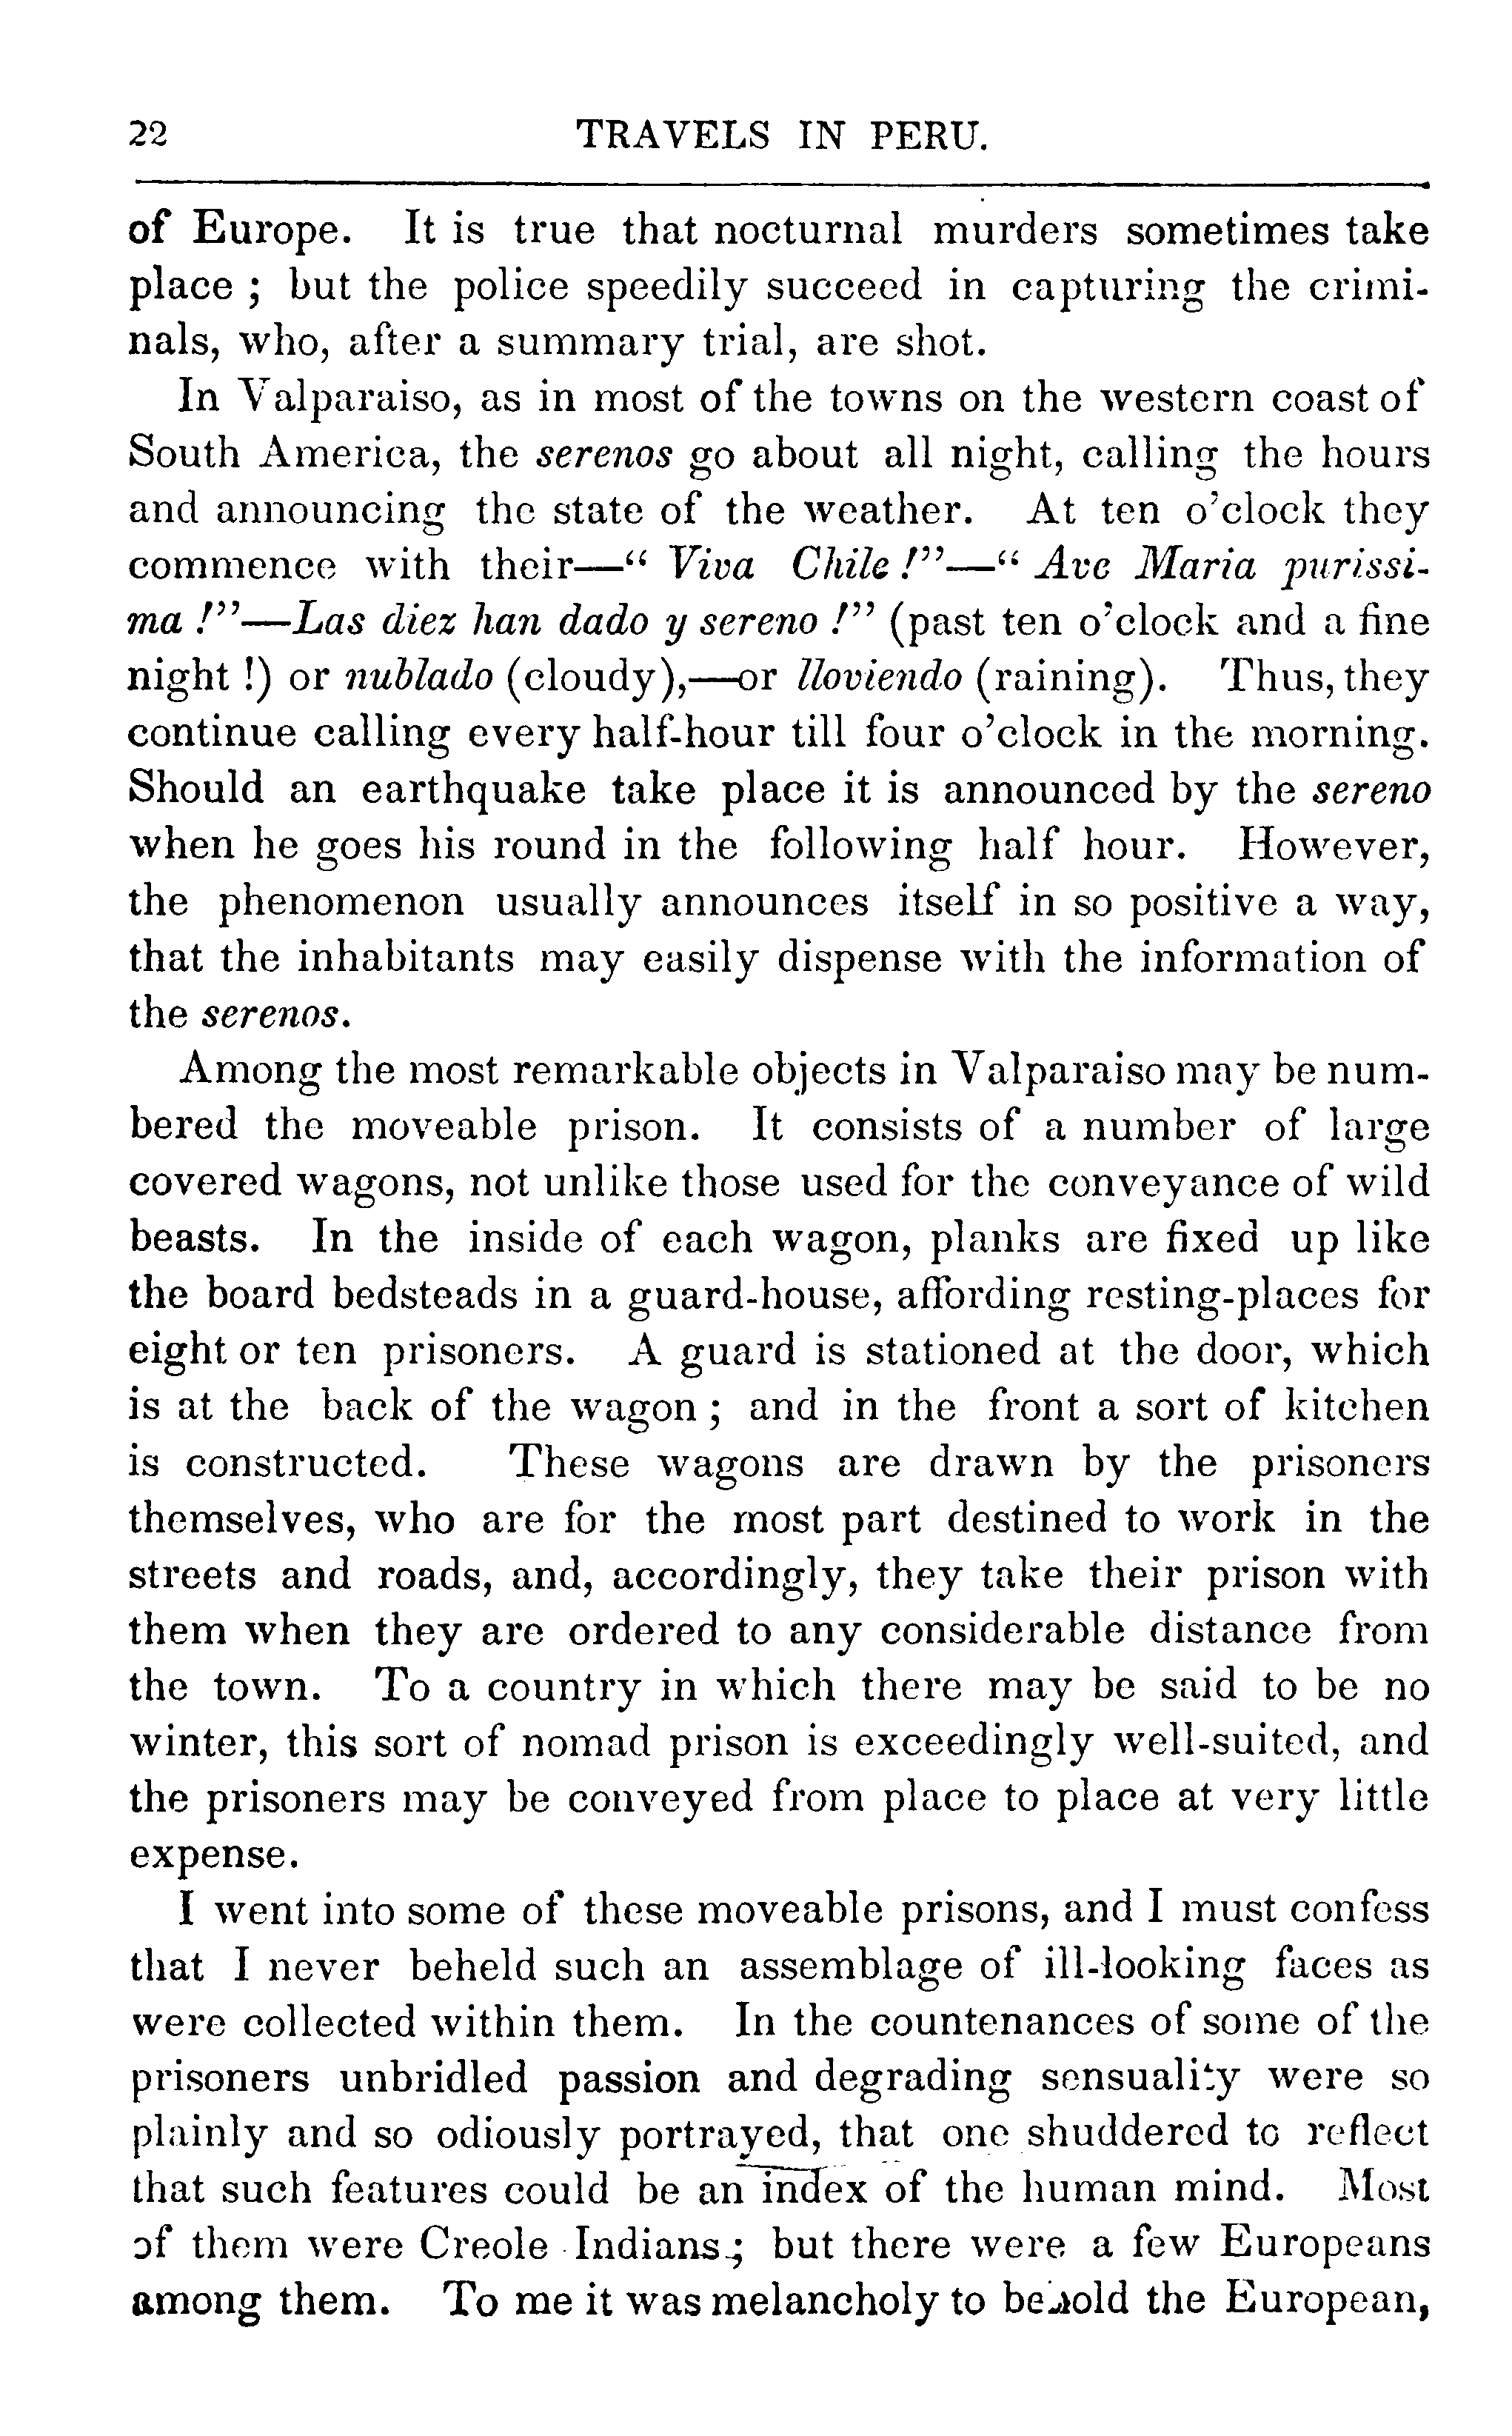 22 TRAVELS IN PERU.
of Europe. It is true that nocturnal murders sometimes take
place ; but the police speedily succeed in capturing the crimi-
nals, who, after a summary trial, are shot.
In Valparaiso, as in most of the towns on the western coast of
South America, the serenos go about all night, calling the hours
and announcing the state of the weather. At ten o’clock they
commence with their—“ Viva Chile !”—“ Ave Maria purissi-
ma !”—Las diez han dado y sereno !” (past ten o’clock and a fine
night !) or nublado (cloudy),—or lloviendo (raining). Thus, they
continue calling every half-hour till four o’clock in the morning.
Should an earthquake take place it is announced by the sereno
when he goes his round in the following half hour. However,
the phenomenon usually announces itself in so positive a way,
that the inhabitants may easily dispense with the information of
the serenos.
Among the most remarkable objects in Valparaiso may be num-
bered the moveable prison. It consists of a number of large
covered wagons, not unlike those used for the conveyance of wild
beasts. In the inside of each wagon, planks are fixed up like
the board bedsteads in a guard-house, affording resting-places for
eight or ten prisoners. A guard is stationed at the door, which
is at the back of the wagon ; and in the front a sort of kitchen
is constructed. These wagons are drawn by the prisoners
themselves, who are for the most part destined to work in the
streets and roads, and, accordingly, they take their prison with
them when they are ordered to any considerable distance from
the town. To a country in which there may be said to be no
winter, this sort of nomad prison is exceedingly well-suited, and
the prisoners may be conveyed from place to place at very little
expense.
I went into some of these moveable prisons, and I must confess
that I never beheld such an assemblage of ill-looking faces as
were collected within them. In the countenances of some of the
prisoners unbridled passion and degrading sensuality were so
plainly and so odiously portrayed, that one shuddered to reflect
that such features could be an index of the human mind. Most
of them were Creole Indians ; but there were a few Europeans
among them. To me it was melancholy to behold the European,